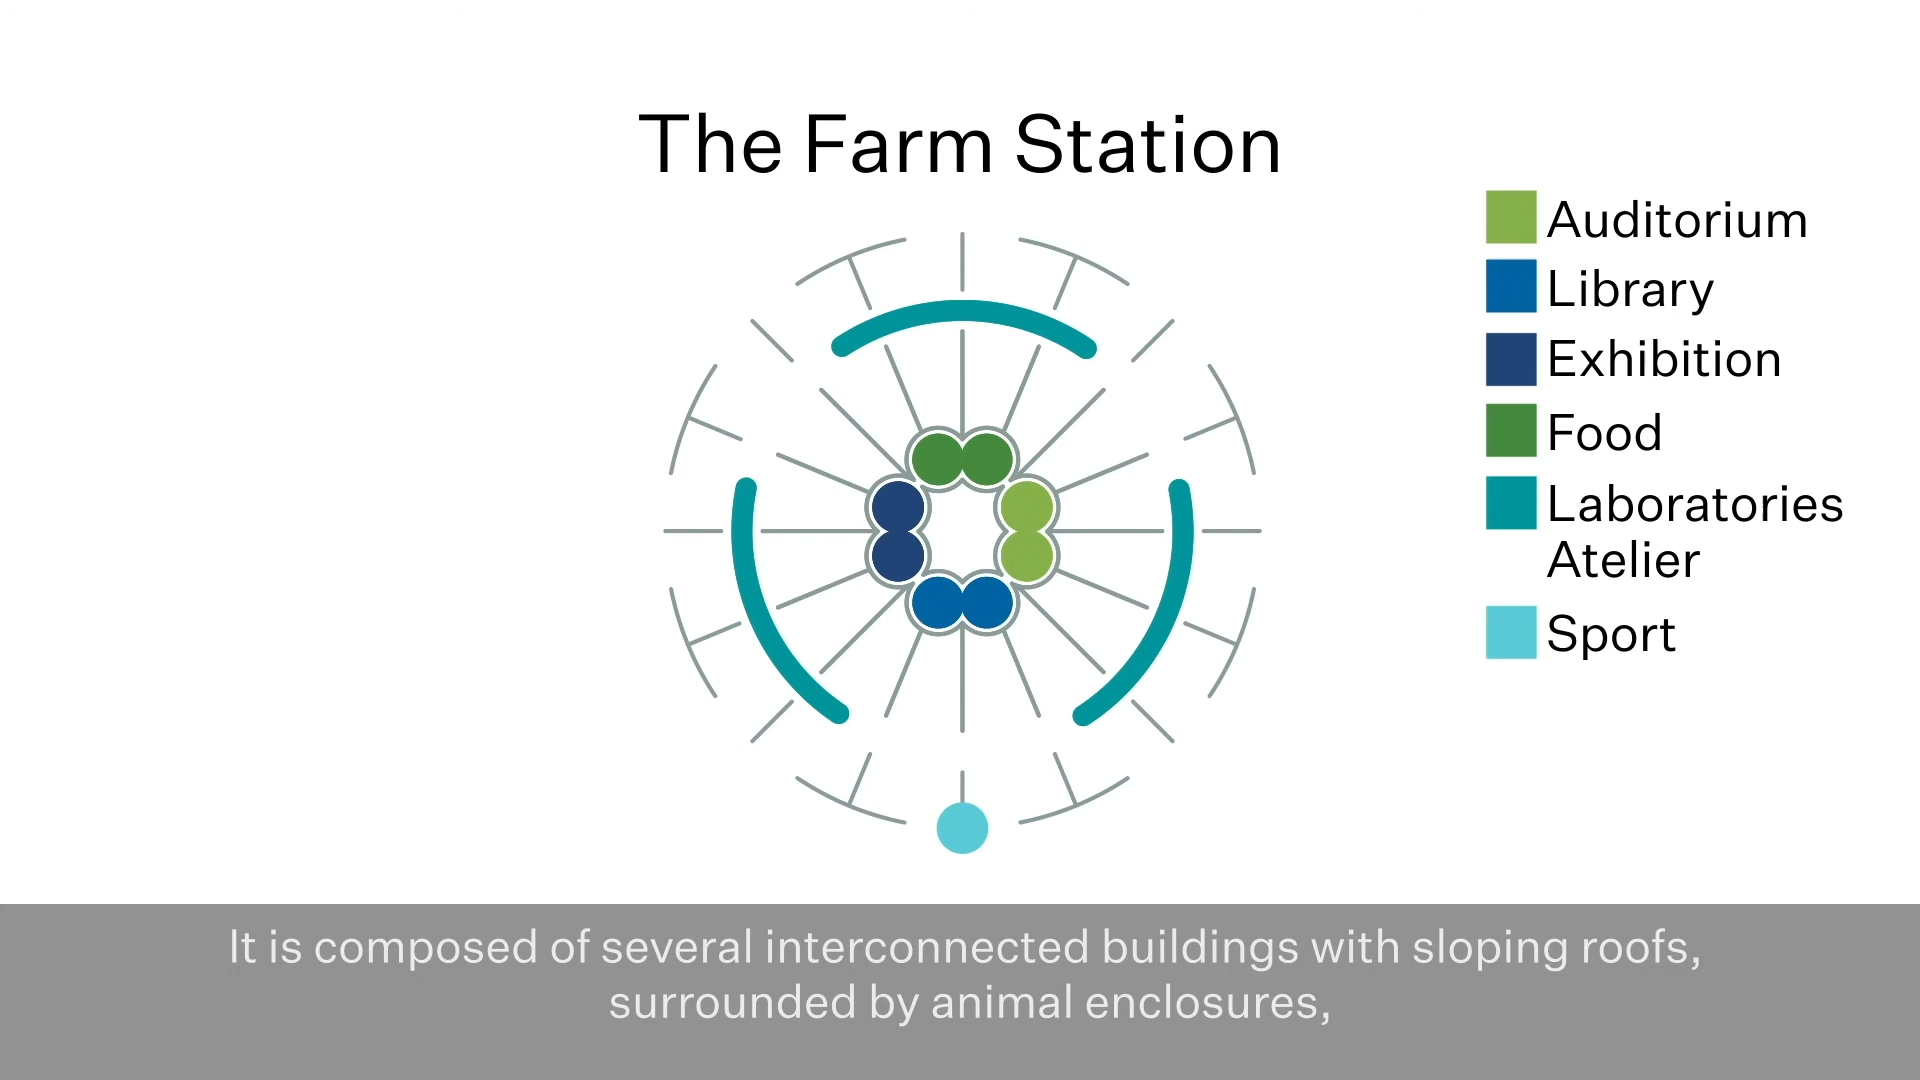 The Farm Station
Auditorium
Library
Exhibition
Food
Laboratories
Atelier
Sport
It is composed of several interconnected buildings with sloping roofs,
surrounded by animal enclosures,